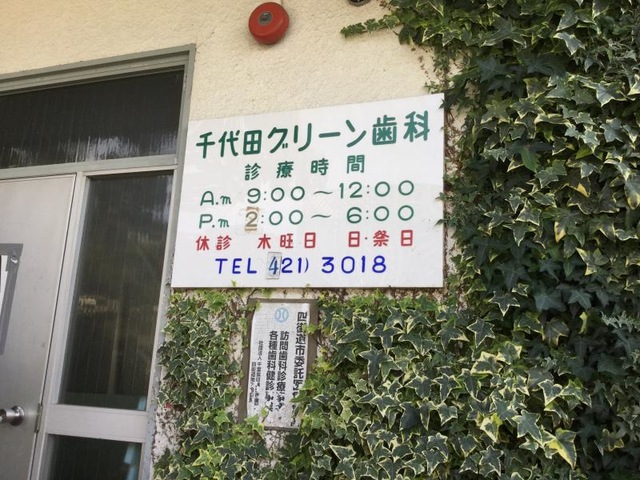 千代田グリーン歯科
診療時間
A.m 9:00～12:00
P.m 2:00～6:00
休診 木旺日 日・祭日
TEL 421) 3018
四街道市委託
訪問歯科診療
各種歯科健診